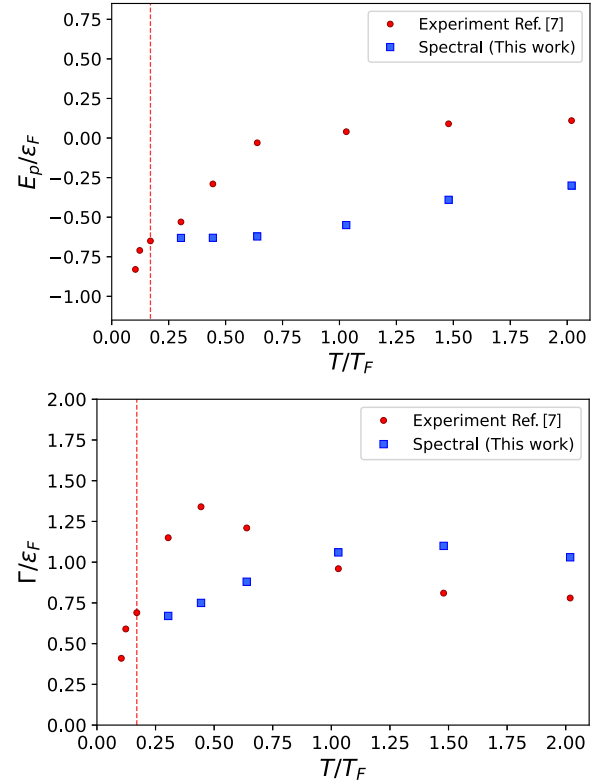 0.75
0.50
0.25
0.00
−0.25
−0.50
−0.75
−1.00
E_p/ε_F
Experiment Ref. [7]
Spectral (This work)
0.00 0.25 0.50 0.75 1.00 1.25 1.50 1.75 2.00
T/T_F
2.00
1.75
1.50
1.25
1.00
0.75
0.50
0.25
0.00
Γ/ε_F
Experiment Ref. [7]
Spectral (This work)
0.00 0.25 0.50 0.75 1.00 1.25 1.50 1.75 2.00
T/T_F